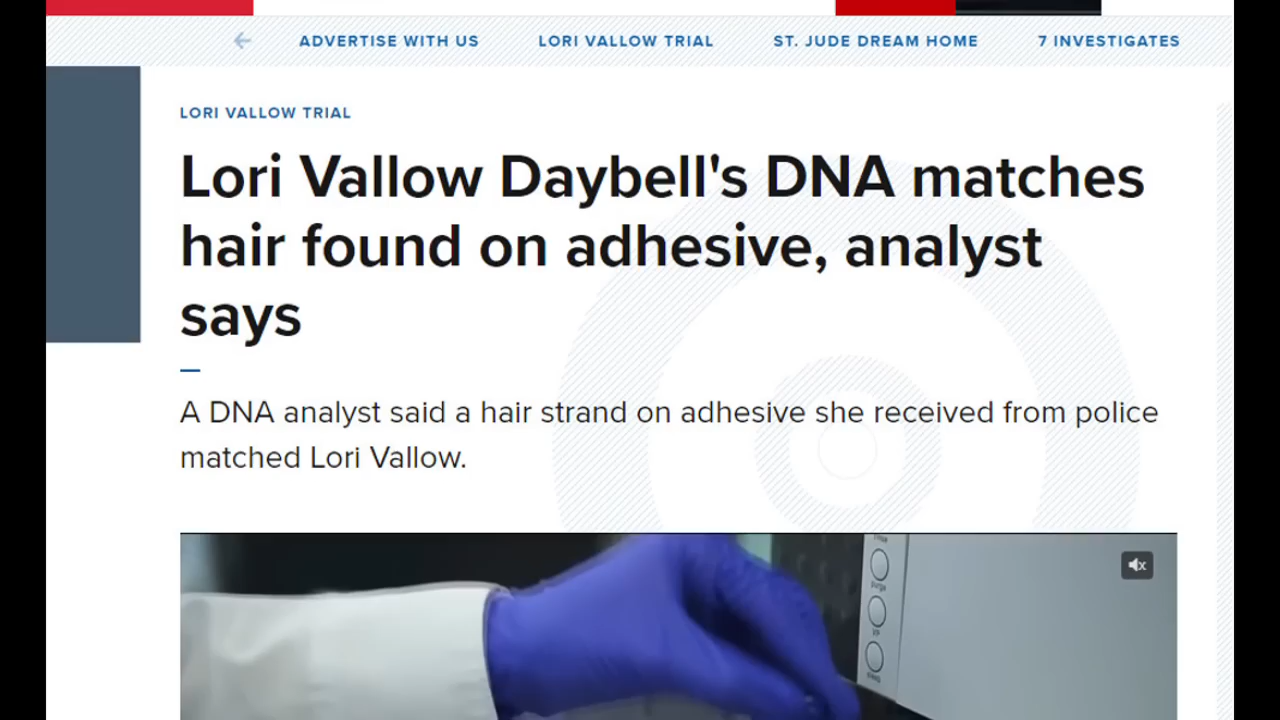 ADVERTISE WITH US LORI VALLOW TRIAL ST. JUDE DREAM HOME 7 INVESTIGATES
LORI VALLOW TRIAL
Lori Vallow Daybell's DNA matches
hair found on adhesive, analyst
says
A DNA analyst said a hair strand on adhesive she received from police
matched Lori Vallow.
purge